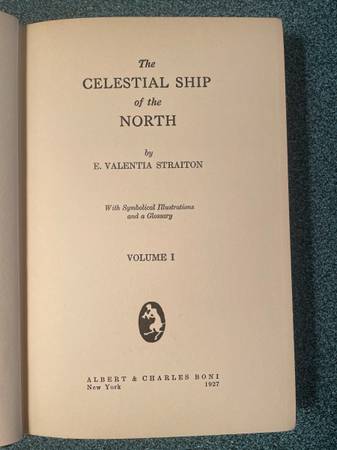 The
CELESTIAL SHIP
of the
NORTH
by
E. VALENTIA STRAITON
With Symbolical Illustrations
and a Glossary
VOLUME I
ALBERT & CHARLES BONI
New York 1927